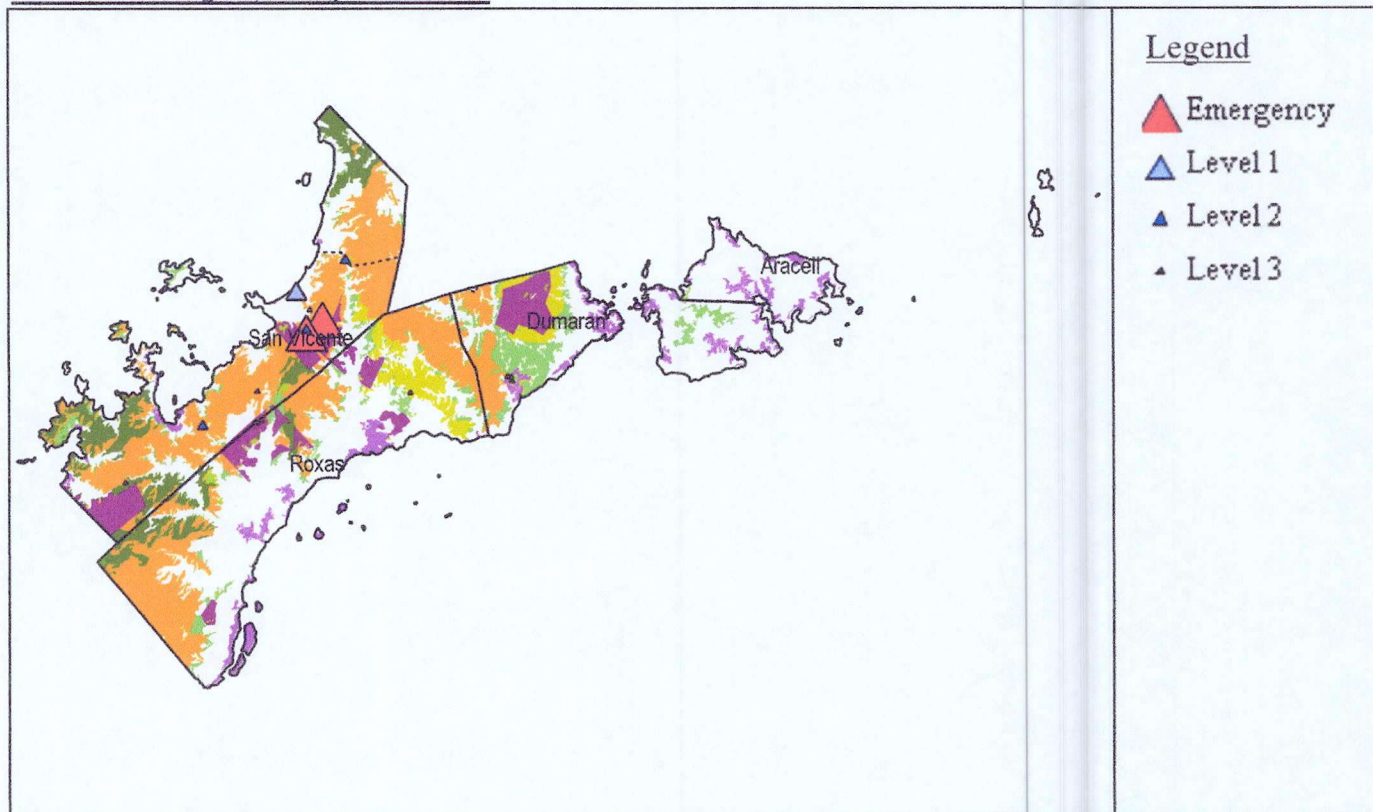 Legend
Emergency
Level 1
Level 2
Level 3
Araceli
Dumaran
San Vicente
Roxas